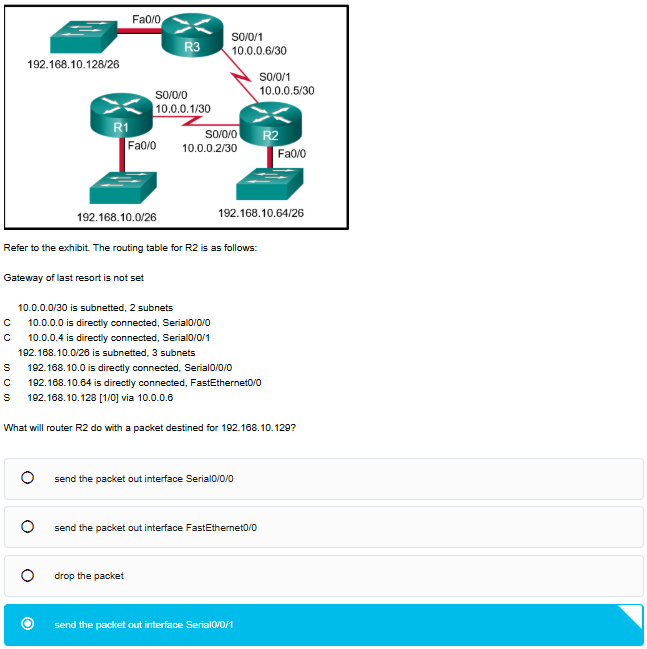 Fa0/0
R3
S0/0/1
10.0.0.6/30
192.168.10.128/26
S0/0/1
10.0.0.5/30
S0/0/0
10.0.0.1/30
R1
S0/0/0
R2
Fa0/0
10.0.0.2/30
Fa0/0
192.168.10.0/26
192.168.10.64/26
Refer to the exhibit. The routing table for R2 is as follows:
Gateway of last resort is not set
10.0.0.0/30 is subnetted, 2 subnets
C 10.0.0.0 is directly connected, Serial0/0/0
C 10.0.0.4 is directly connected, Serial0/0/1
192.168.10.0/26 is subnetted, 3 subnets
S 192.168.10.0 is directly connected, Serial0/0/0
C 192.168.10.64 is directly connected, FastEthernet0/0
S 192.168.10.128 [1/0] via 10.0.0.6
What will router R2 do with a packet destined for 192.168.10.129?
send the packet out interface Serial0/0/0
send the packet out interface FastEthernet0/0
drop the packet
send the packet out interface Serial0/0/1